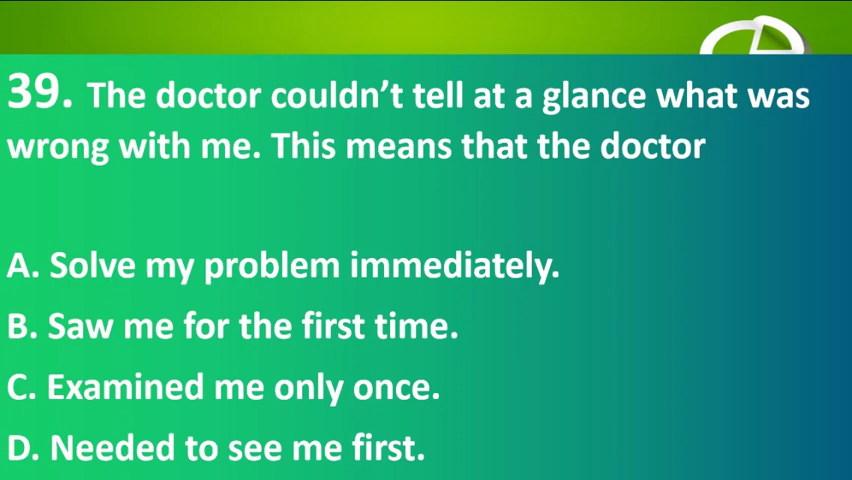 39. The doctor couldn’t tell at a glance what was
wrong with me. This means that the doctor
A. Solve my problem immediately.
B. Saw me for the first time.
C. Examined me only once.
D. Needed to see me first.